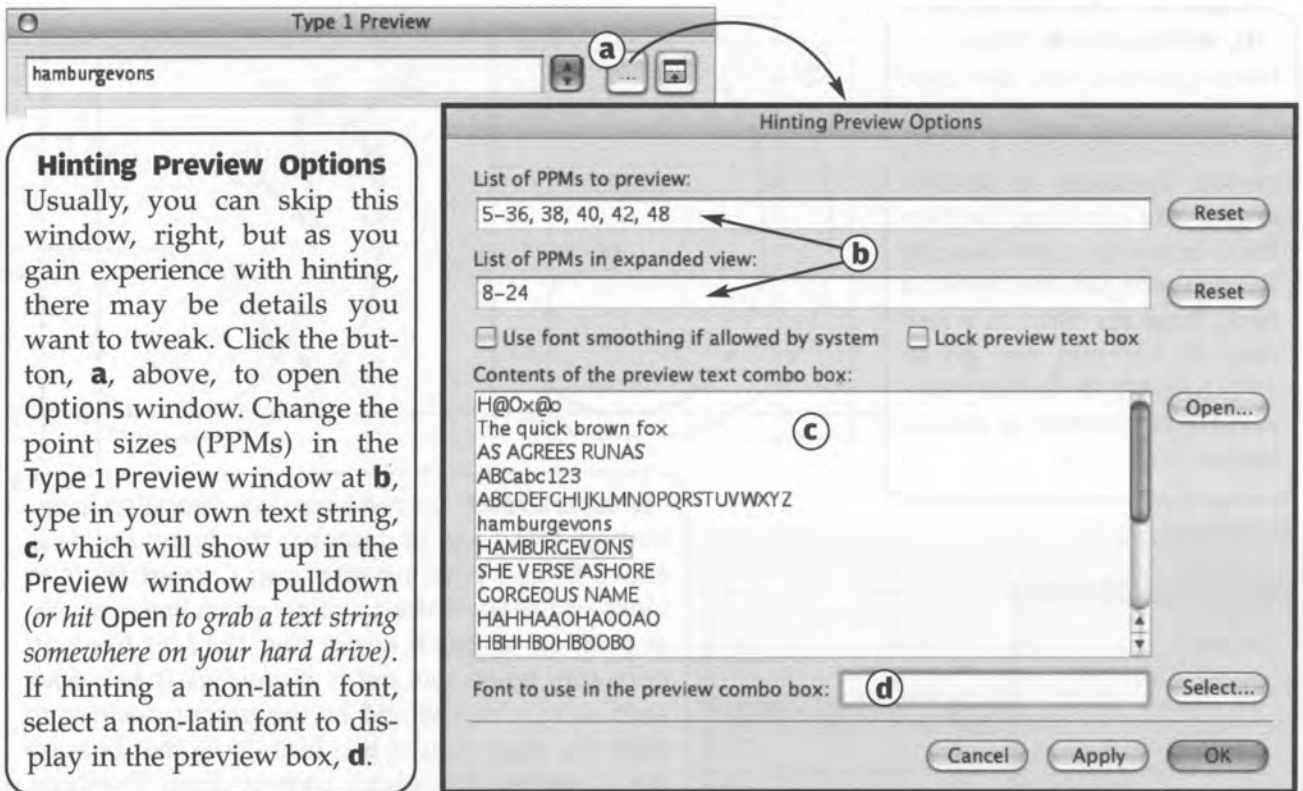 Type 1 Preview
hamburgevons
a
...
Hinting Preview Options
Usually, you can skip this
window, right, but as you
gain experience with hinting,
there may be details you
want to tweak. Click the but-
ton, a, above, to open the
Options window. Change the
point sizes (PPMs) in the
Type 1 Preview window at b,
type in your own text string,
c, which will show up in the
Preview window pulldown
(or hit Open to grab a text string
somewhere on your hard drive).
If hinting a non-latin font,
select a non-latin font to dis-
play in the preview box, d.
Hinting Preview Options
List of PPMs to preview:
5–36, 38, 40, 42, 48
Reset
b
List of PPMs in expanded view:
8–24
Reset
Use font smoothing if allowed by system
Lock preview text box
Contents of the preview text combo box:
H@Ox@o
The quick brown fox
AS AGREES RUNAS
ABCabc123
ABCDEFGHIJKLMNOPQRSTUVWXYZ
hamburgevons
HAMBURGEVONS
SHE VERSE ASHORE
GORGEOUS NAME
HAHHAAOHAOOAO
HBHHBOHBOOBO
c
Open...
Font to use in the preview combo box:
d
Select...
Cancel
Apply
OK